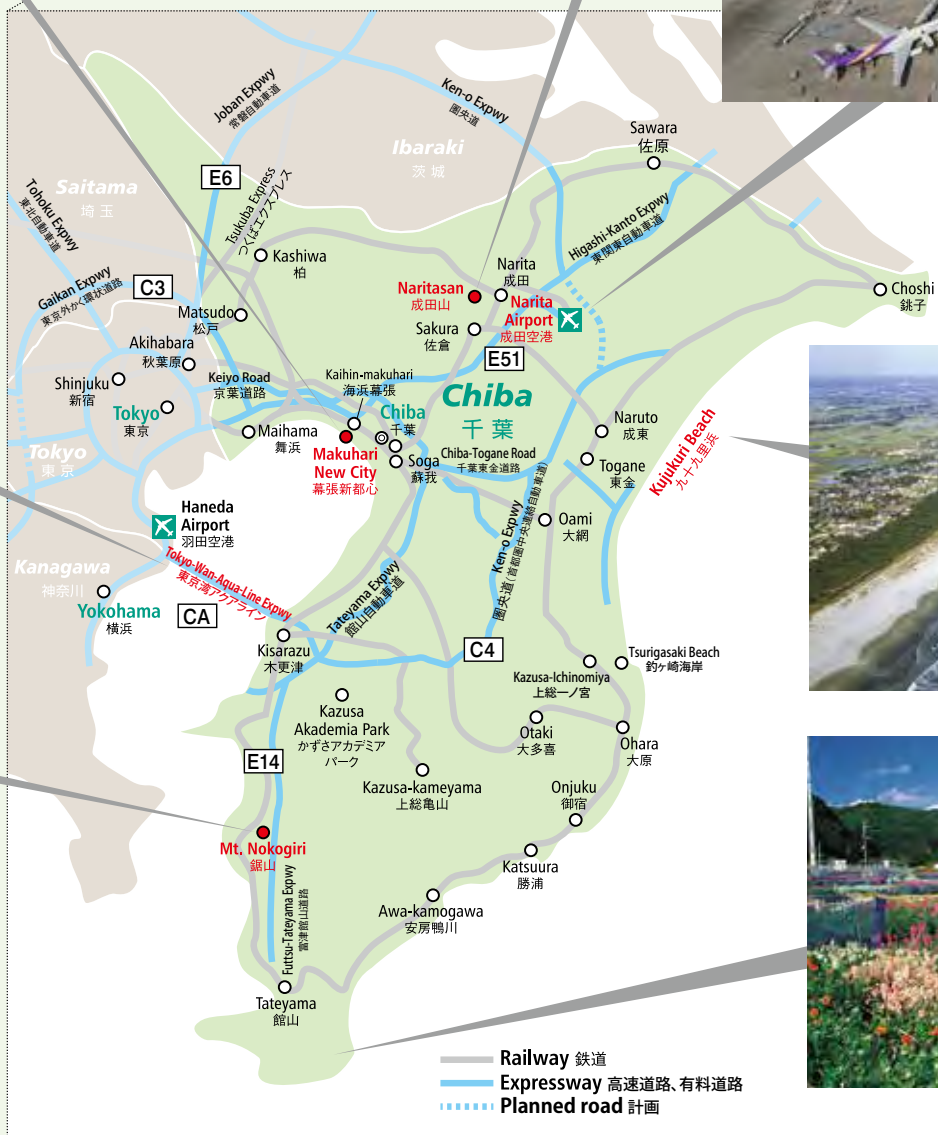 Joban Expwy
常磐自動車道
Ken-o Expwy
圏央道
Ibaraki
茨城
Sawara
佐原
E6
Saitama
埼玉
Tohoku Expwy
東北自動車道
Tsukuba Express
つくばエクスプレス
Kashiwa
柏
Higashi-Kanto Expwy
東関東自動車道
Gaikan Expwy
東京外かく環状道路
C3
Naritasan
成田山
Narita
成田
Narita
Airport
成田空港
Choshi
銚子
Matsudo
松戸
Sakura
佐倉
E51
Akihabara
秋葉原
Shinjuku
新宿
Keiyo Road
京葉道路
Kaihin-makuhari
海浜幕張
Chiba
千葉
Tokyo
東京
Chiba
千葉
Maihama
舞浜
Makuhari
New City
幕張新都心
Soga
蘇我
Chiba-Togane Road
千葉東金道路
Naruto
成東
Togane
東金
Kujukuri Beach
九十九里浜
Tokyo
東京
Haneda
Airport
羽田空港
Oami
大網
Ken-o Expwy
圏央道(首都圏中央連絡自動車道)
Kanagawa
神奈川
Tokyo-Wan-Aqua-Line Expwy
東京湾アクアライン
Tateyama Expwy
館山自動車道
Yokohama
横浜
CA
Kisarazu
木更津
C4
Tsurigasaki Beach
釣ヶ崎海岸
Kazusa-Ichinomiya
上総一ノ宮
Kazusa
Akademia Park
かずさアカデミア
パーク
Otaki
大多喜
Ohara
大原
E14
Kazusa-kameyama
上総亀山
Onjuku
御宿
Mt. Nokogiri
鋸山
Katsuura
勝浦
Awa-kamogawa
安房鴨川
Futtsu-Tateyama Expwy
富津館山道路
Tateyama
館山
Railway 鉄道
Expressway 高速道路、有料道路
Planned road 計画